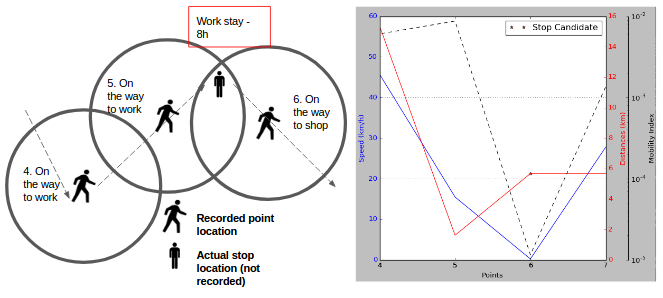 Work stay -
8h
5. On
the way
to work
6. On
the way
to shop
4. On
the way
to work
Recorded point
location
Actual stop
location (not
recorded)
Stop Candidate
60
50
40
30
20
10
0
Speed (km/h)
4
5
6
7
Points
16
14
12
10
8
6
4
2
0
Distances (km)
10⁻²
10⁻³
10⁻⁴
10⁻⁵
Mobility Index